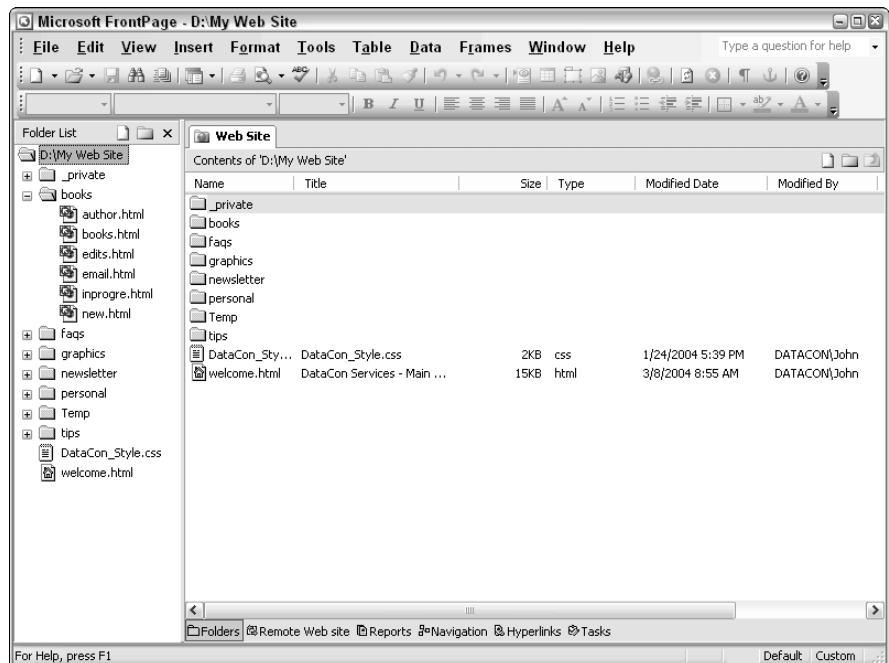 Microsoft FrontPage - D:\My Web Site
File Edit View Insert Format Tools Table Data Frames Window Help Type a question for help
ABC
B I U A A ab A
Folder List
Web Site
D:\My Web Site
Contents of 'D:\My Web Site'
Name Title Size Type Modified Date Modified By
_private
books
author.html
books.html
edits.html
email.html
inprogre.html
new.html
faqs
graphics
newsletter
personal
Temp
tips
DataCon_Style.css
welcome.html
_private
books
faqs
graphics
newsletter
personal
Temp
tips
DataCon_Sty... DataCon_Style.css 2KB css 1/24/2004 5:39 PM DATACON\John
welcome.html DataCon Services - Main ... 15KB html 3/8/2004 8:55 AM DATACON\John
Folders Remote Web site Reports Navigation Hyperlinks Tasks
For Help, press F1 Default Custom